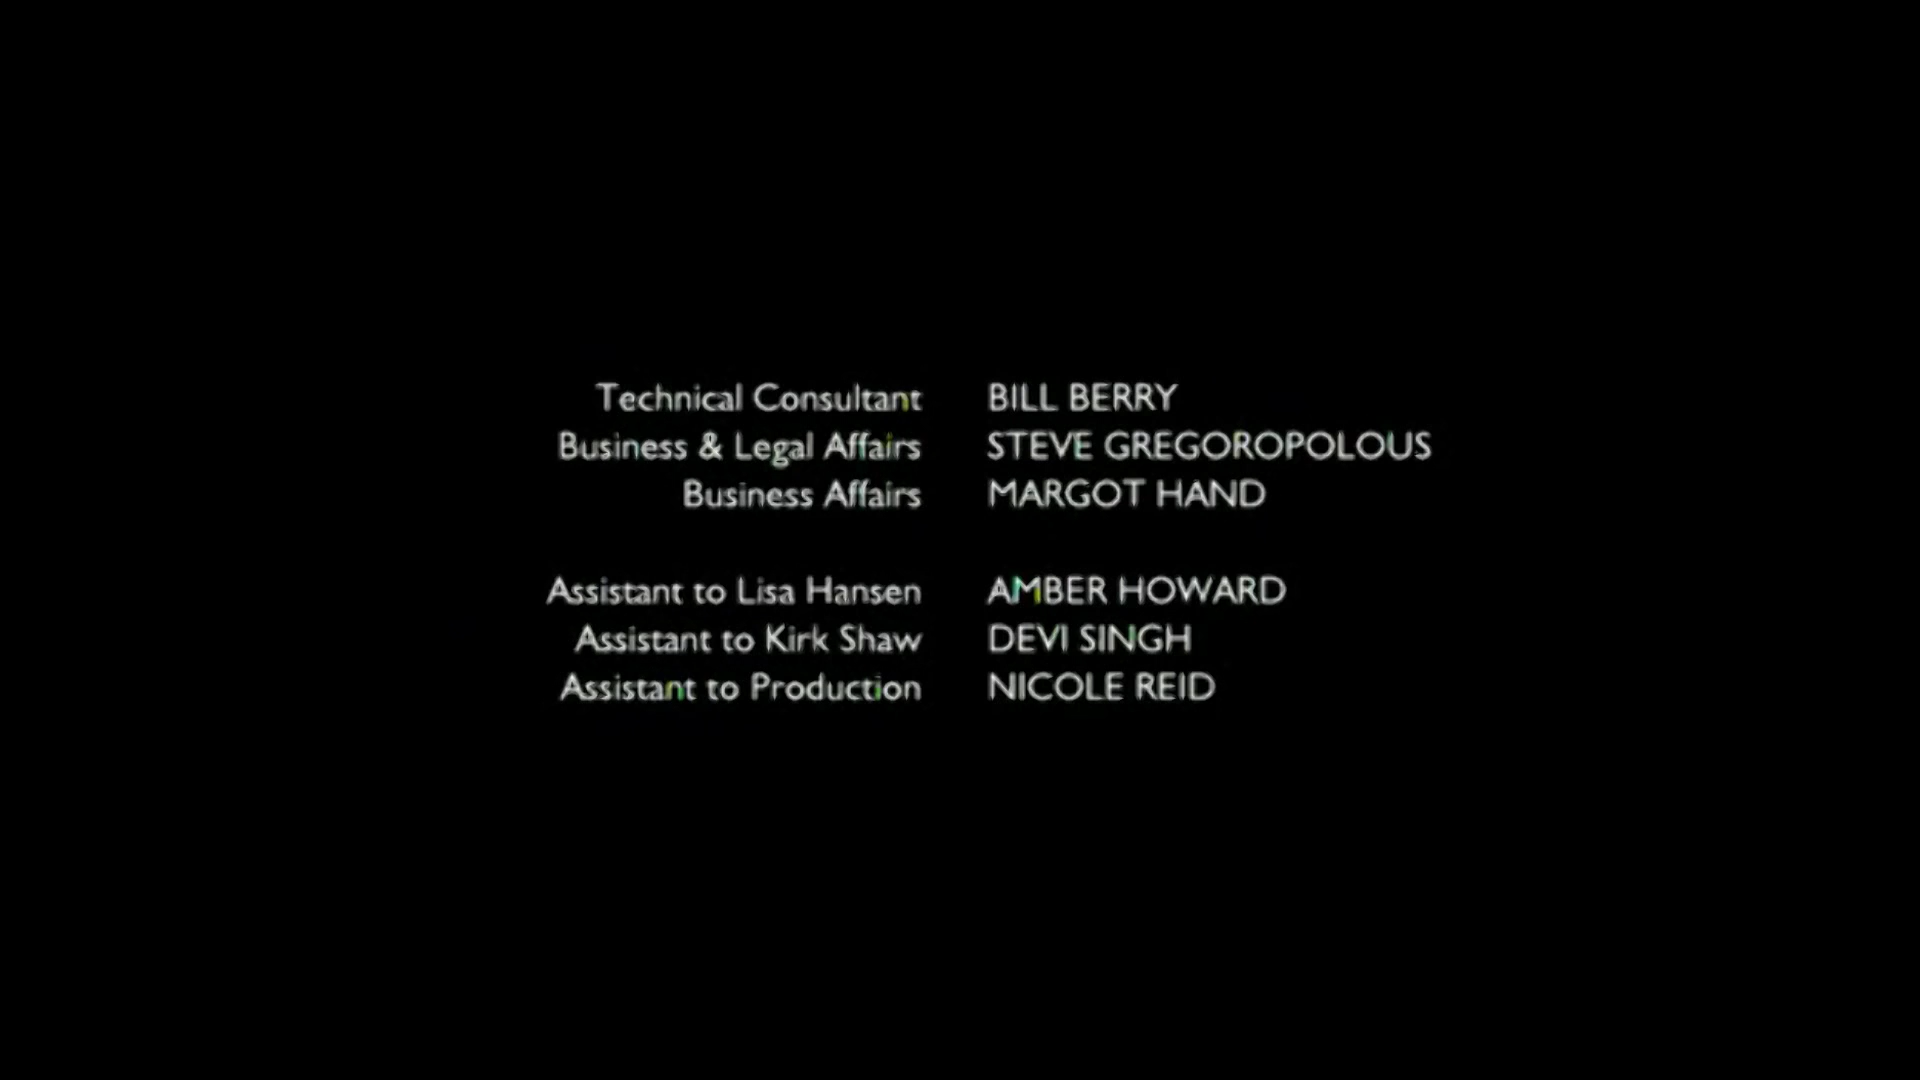 Technical Consultant BILL BERRY
Business & Legal Affairs STEVE GREGOROPOLOUS
Business Affairs MARGOT HAND
Assistant to Lisa Hansen AMBER HOWARD
Assistant to Kirk Shaw DEVI SINGH
Assistant to Production NICOLE REID